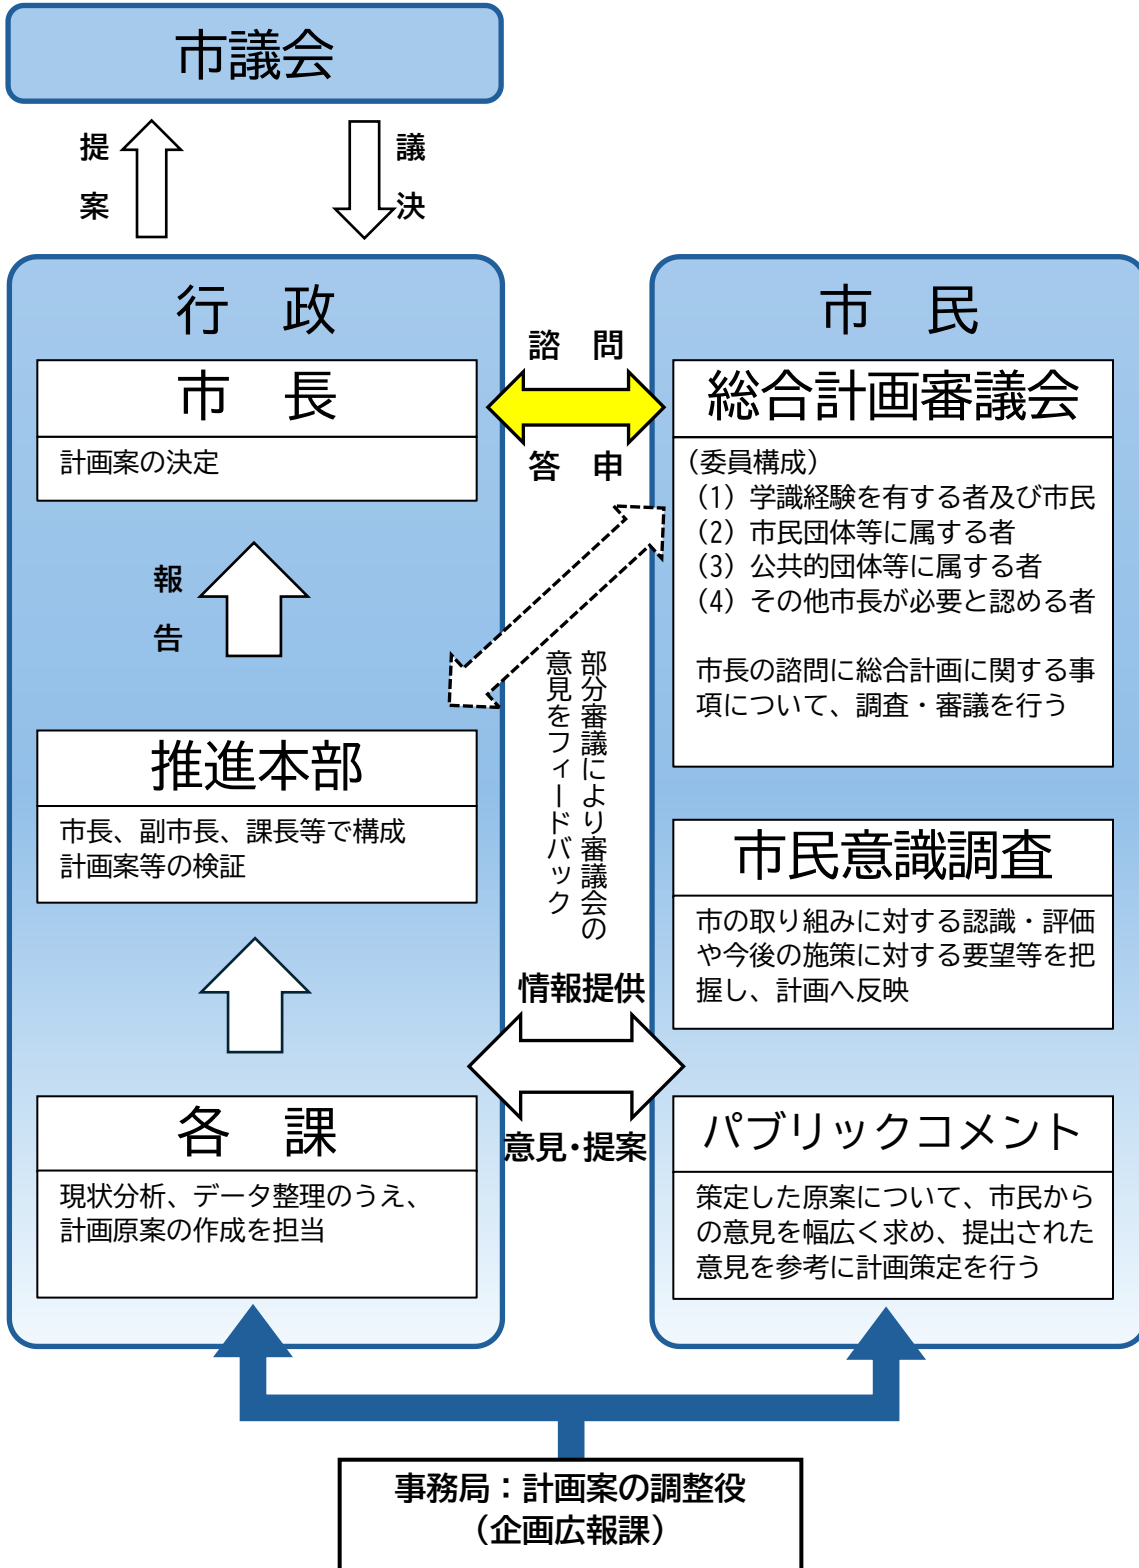 市議会
提案
議決
行　政
市　長
計画案の決定
報告
推進本部
市長、副市長、課長等で構成
計画案等の検証
各　課
現状分析、データ整理のうえ、
計画原案の作成を担当
諮　問
答　申
部分審議により審議会の
意見をフィードバック
情報提供
意見・提案
市　民
総合計画審議会
（委員構成）
（1）学識経験を有する者及び市民
（2）市民団体等に属する者
（3）公共的団体等に属する者
（4）その他市長が必要と認める者
市長の諮問に総合計画に関する事
項について、調査・審議を行う
市民意識調査
市の取り組みに対する認識・評価
や今後の施策に対する要望等を把
握し、計画へ反映
パブリックコメント
策定した原案について、市民から
の意見を幅広く求め、提出された
意見を参考に計画策定を行う
事務局：計画案の調整役
（企画広報課）